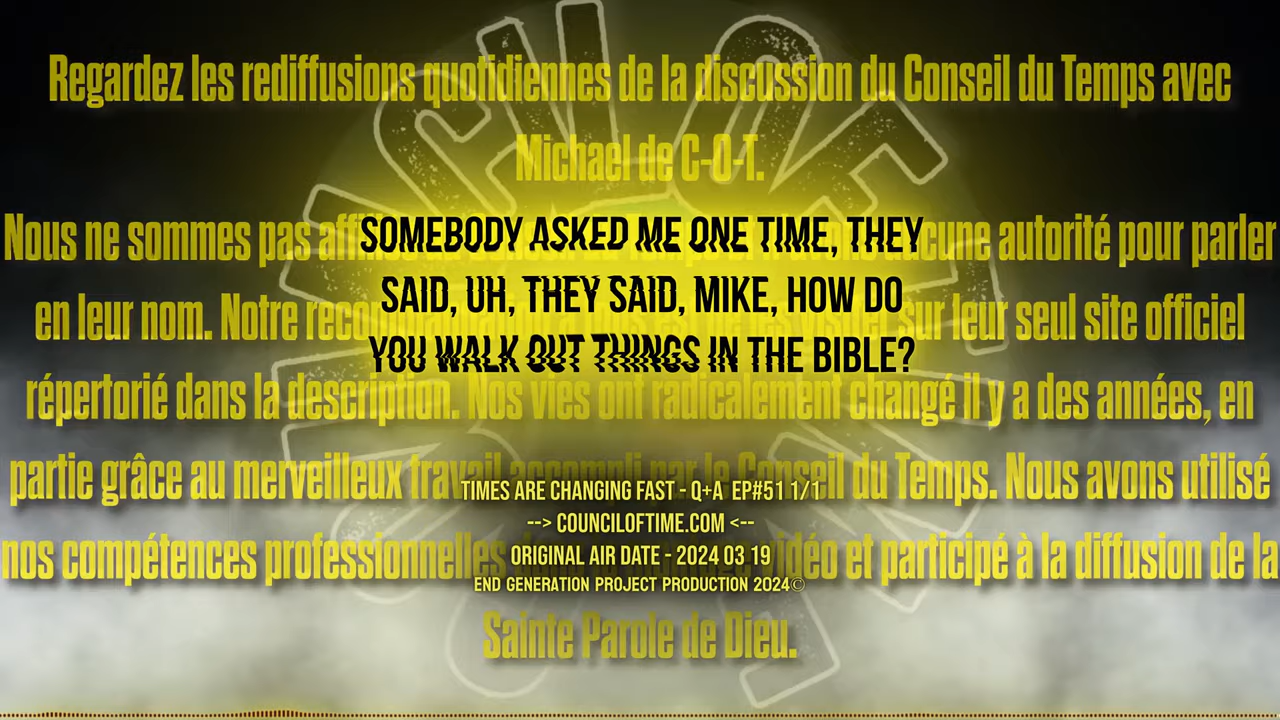 Regardez les rediffusions quotidiennes de la discussion du Conseil du Temps avec
Michael de C-O-T.
Nous ne sommes pas autorité pour parler
SOMEBODY ASKED ME ONE TIME, THEY
en leur nom. Notre sur leur seul site officiel
SAID, UH, THEY SAID, MIKE, HOW DO
YOU WALK OUT THINGS IN THE BIBLE?
répertorié dans la description. Nos vies ont radicalement changé il y a des années, en
partie grâce au merveilleux travail accompli par le Conseil du Temps. Nous avons utilisé
TIMES ARE CHANGING FAST - Q+A EP#51 1/1
--> COUNCILOFTIME.COM <--
nos compétences professionnelles et participé à la diffusion de la
ORIGINAL AIR DATE - 2024 03 19
END GENERATION PROJECT PRODUCTION 2024©
Sainte Parole de Dieu.